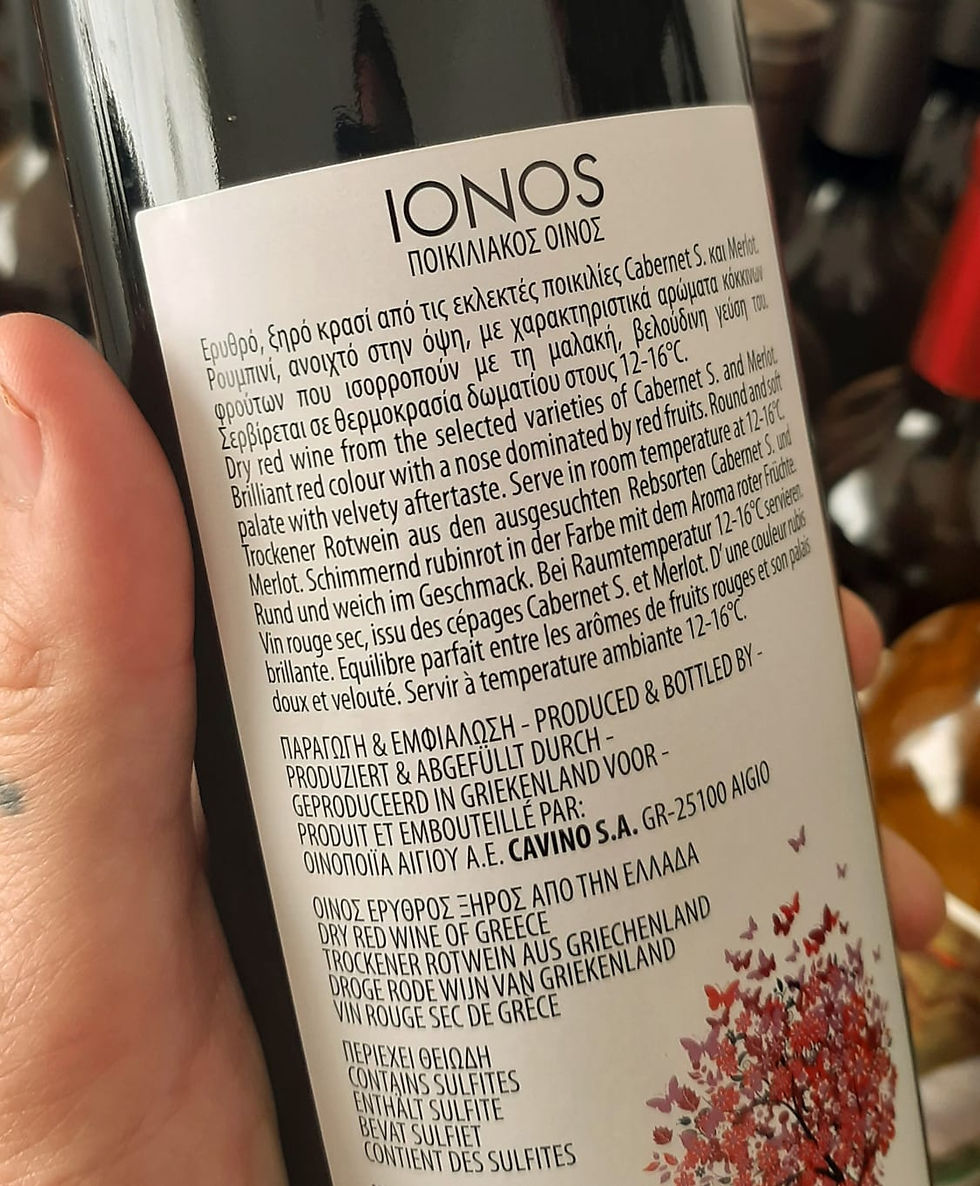 IONOS
ΠΟΙΚΙΛΙΑΚΟΣ ΟΙΝΟΣ
Ερυθρό, ξηρό κρασί από τις εκλεκτές ποικιλίες Cabernet S. και Merlot.
Ρουμπινί, ανοιχτό στην όψη, με χαρακτηριστικά αρώματα κόκκινων
φρούτων που ισορροπούν με τη μαλακή, βελούδινη γεύση του.
Σερβίρεται σε θερμοκρασία δωματίου στους 12-16°C.
Dry red wine from the selected varieties of Cabernet S. and Merlot.
Brilliant red colour with a nose dominated by red fruits. Round and soft
palate with velvety aftertaste. Serve in room temperature at 12-16°C.
Trockener Rotwein aus den ausgesuchten Rebsorten Cabernet S. und
Merlot. Schimmernd rubinrot in der Farbe mit dem Aroma roter Früchte.
Rund und weich im Geschmack. Bei Raumtemperatur 12-16°C servieren.
Vin rouge sec, issu des cépages Cabernet S. et Merlot. D' une couleur rubis
brillante. Equilibre parfait entre les arômes de fruits rouges et son palais
doux et velouté. Servir à temperature ambiante 12-16°C.
ΠΑΡΑΓΩΓΗ & ΕΜΦΙΑΛΩΣΗ - PRODUCED & BOTTLED BY -
PRODUZIERT & ABGEFÜLLT DURCH -
GEPRODUCEERD IN GRIEKENLAND VOOR -
PRODUIT ET EMBOUTEILLÉ PAR:
ΟΙΝΟΠΟΙΪΑ ΑΙΓΙΟΥ Α.Ε. CAVINO S.A. GR-25100 AIGIO
ΟΙΝΟΣ ΕΡΥΘΡΟΣ ΞΗΡΟΣ ΑΠΟ ΤΗΝ ΕΛΛΑΔΑ
DRY RED WINE OF GREECE
TROCKENER ROTWEIN AUS GRIECHENLAND
DROGE RODE WIJN VAN GRIEKENLAND
VIN ROUGE SEC DE GRÈCE
ΠΕΡΙΕΧΕΙ ΘΕΙΩΔΗ
CONTAINS SULFITES
ENTHÄLT SULFITE
BEVAT SULFIET
CONTIENT DES SULFITES